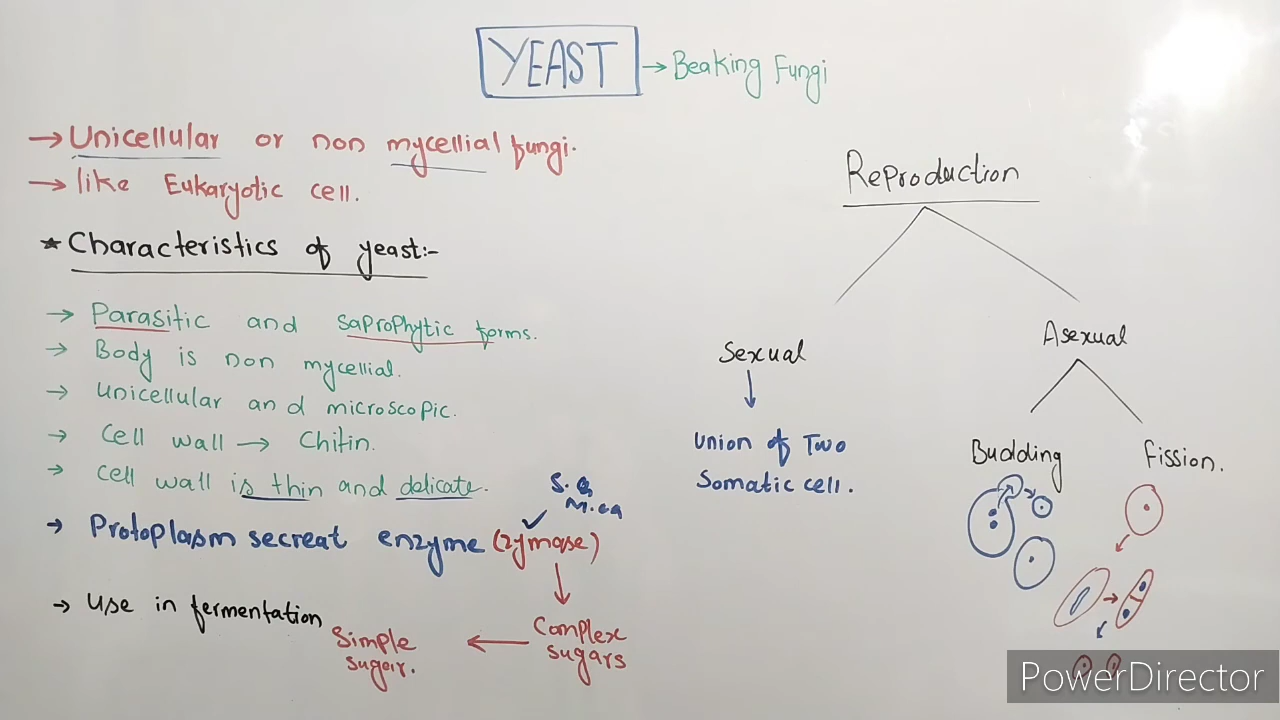 YEAST → Beaking Fungi
→ Unicellular or non mycellial fungi.
→ like Eukaryotic cell.
* Characteristics of yeast:-
→ Parasitic and saprophytic forms.
→ Body is non mycellial.
→ unicellular and microscopic.
→ cell wall → Chitin.
→ cell wall is thin and delicate.
→ Protoplasm secreat enzyme (zymase)
→ Use in fermentation
Complex
sugars
Simple
sugar.
Reproduction
Sexual
Union of Two
Somatic cell.
Asexual
Budding
fission.
PowerDirector